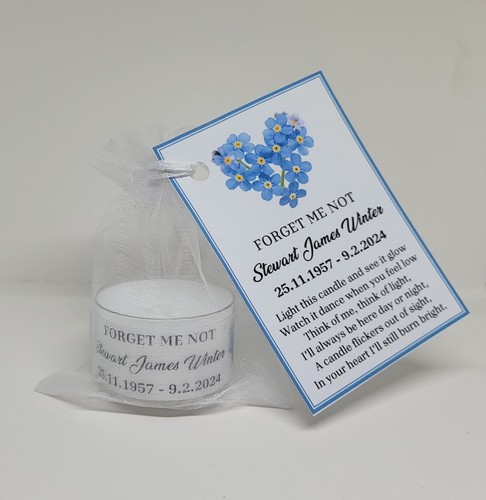 FORGET ME NOT
Stewart James Winter
25.11.1957 - 9.2.2024
Light this candle and see it glow
Watch it dance when you feel low
Think of me, think of light,
I'll always be here day or night,
A candle flickers out of sight,
In your heart I'll still burn bright.
FORGET ME NOT
Stewart James Winter
25.11.1957 - 9.2.2024